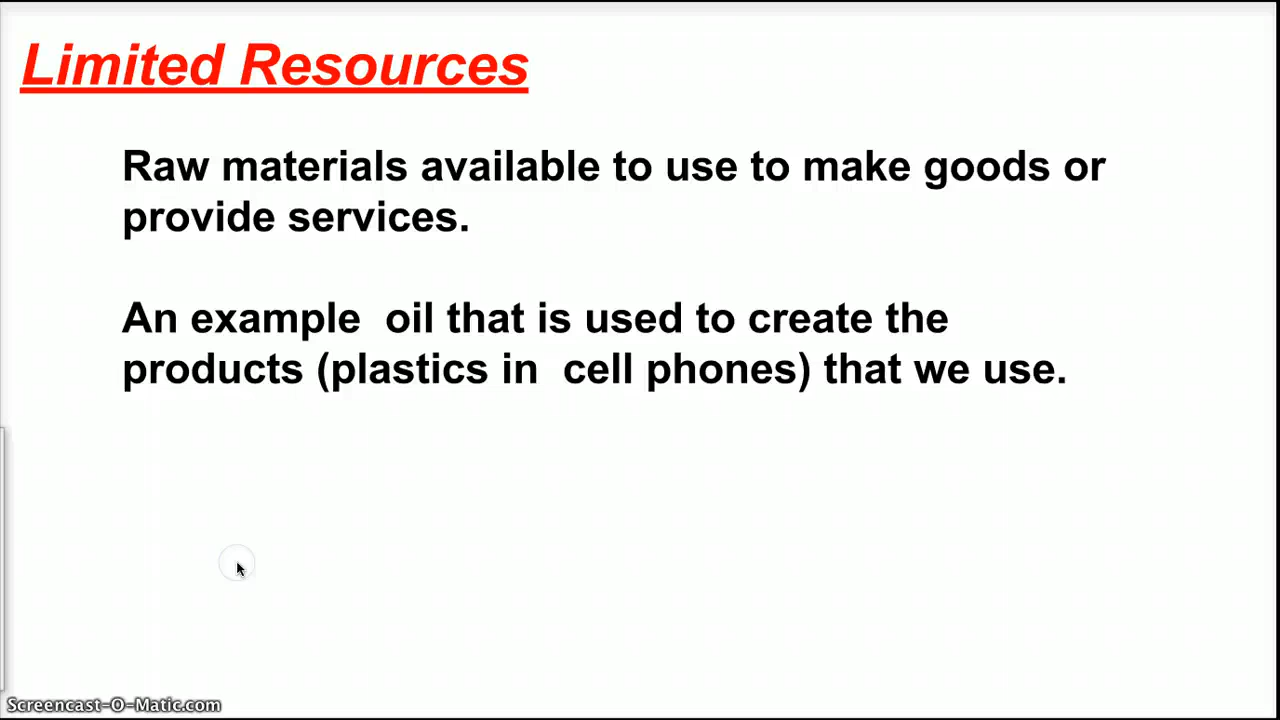 Limited Resources
Raw materials available to use to make goods or
provide services.
An example  oil that is used to create the
products (plastics in  cell phones) that we use.
Screencast-O-Matic.com